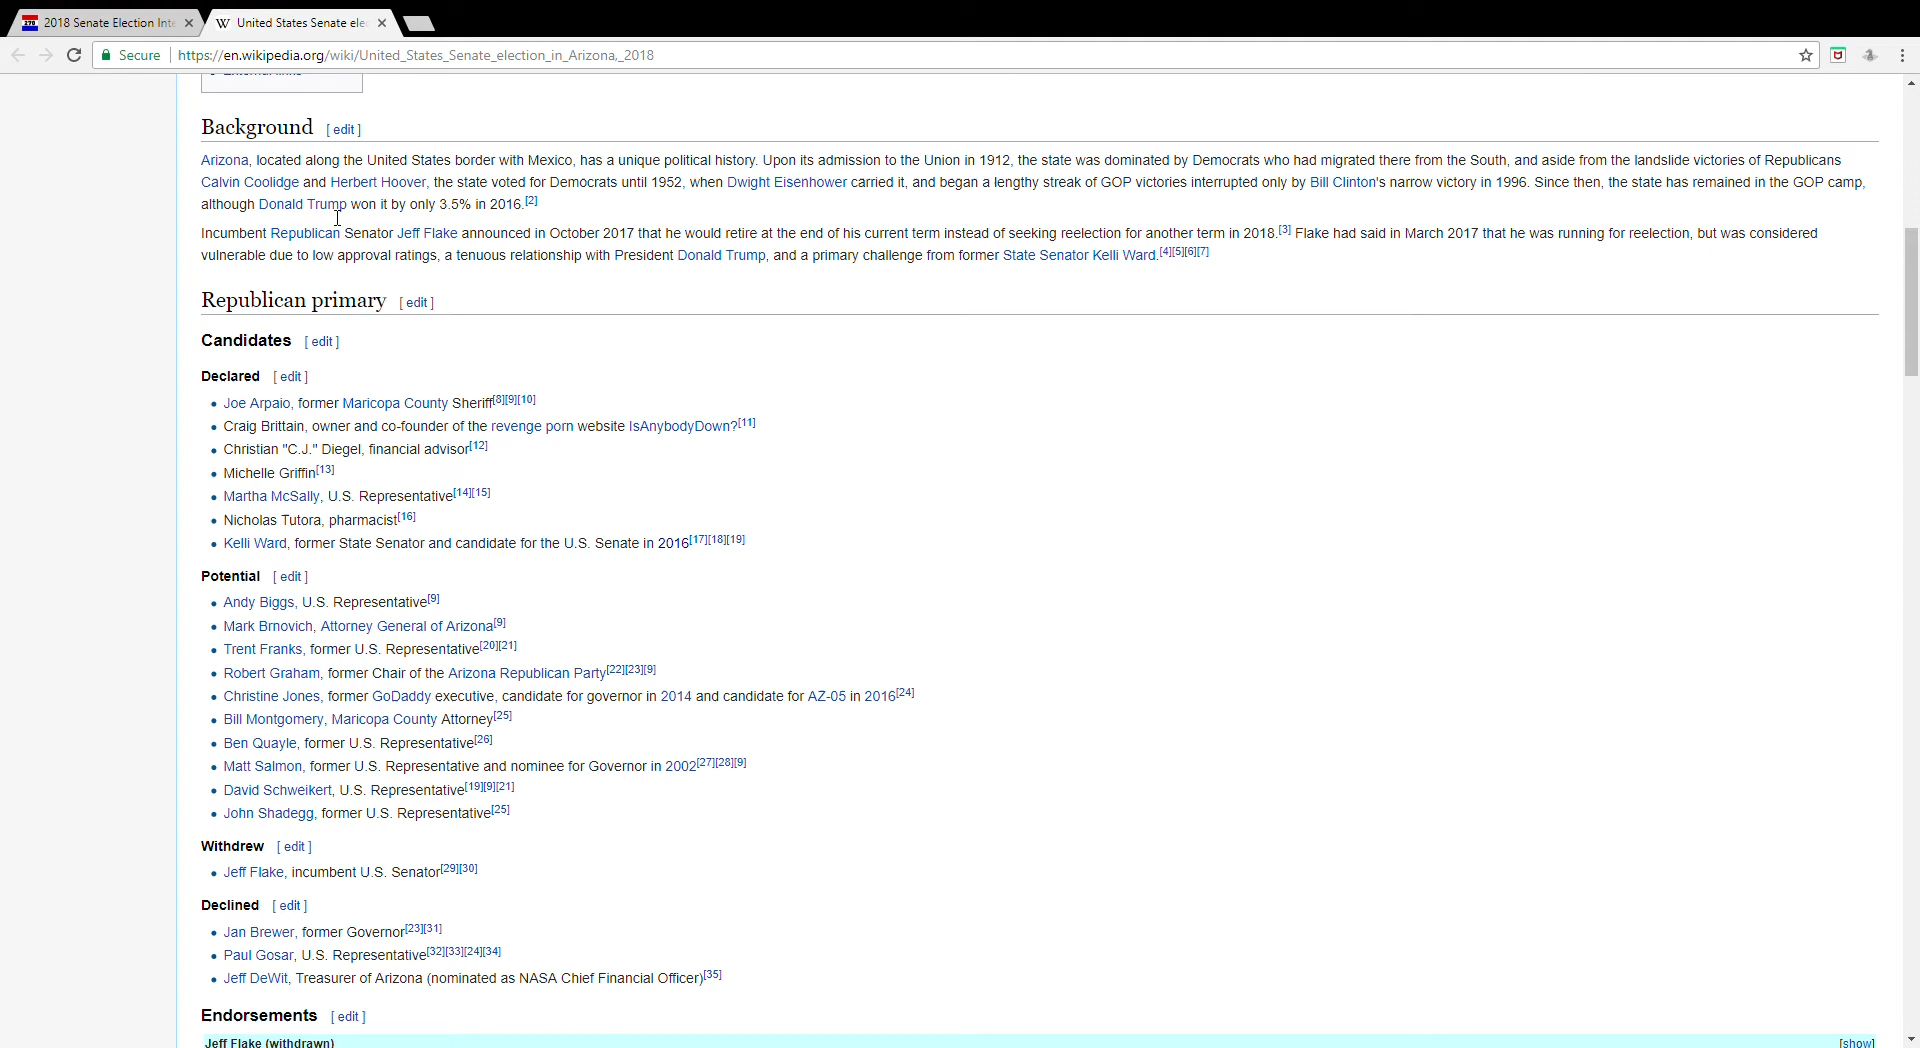 2018 Senate Election Inte
United States Senate ele
Secure
https://en.wikipedia.org/wiki/United_States_Senate_election_in_Arizona,_2018
Background [ edit ]
Arizona, located along the United States border with Mexico, has a unique political history. Upon its admission to the Union in 1912, the state was dominated by Democrats who had migrated there from the South, and aside from the landslide victories of Republicans
Calvin Coolidge and Herbert Hoover, the state voted for Democrats until 1952, when Dwight Eisenhower carried it, and began a lengthy streak of GOP victories interrupted only by Bill Clinton's narrow victory in 1996. Since then, the state has remained in the GOP camp,
although Donald Trump won it by only 3.5% in 2016.[2]
Incumbent Republican Senator Jeff Flake announced in October 2017 that he would retire at the end of his current term instead of seeking reelection for another term in 2018.[3] Flake had said in March 2017 that he was running for reelection, but was considered
vulnerable due to low approval ratings, a tenuous relationship with President Donald Trump, and a primary challenge from former State Senator Kelli Ward.[4][5][6][7]
Republican primary [ edit ]
Candidates [ edit ]
Declared [ edit ]
Joe Arpaio, former Maricopa County Sheriff[8][9][10]
Craig Brittain, owner and co-founder of the revenge porn website IsAnybodyDown?[11]
Christian "C.J." Diegel, financial advisor[12]
Michelle Griffin[13]
Martha McSally, U.S. Representative[14][15]
Nicholas Tutora, pharmacist[16]
Kelli Ward, former State Senator and candidate for the U.S. Senate in 2016[17][18][19]
Potential [ edit ]
Andy Biggs, U.S. Representative[9]
Mark Brnovich, Attorney General of Arizona[9]
Trent Franks, former U.S. Representative[20][21]
Robert Graham, former Chair of the Arizona Republican Party[22][23][9]
Christine Jones, former GoDaddy executive, candidate for governor in 2014 and candidate for AZ-05 in 2016[24]
Bill Montgomery, Maricopa County Attorney[25]
Ben Quayle, former U.S. Representative[26]
Matt Salmon, former U.S. Representative and nominee for Governor in 2002[27][28][9]
David Schweikert, U.S. Representative[19][9][21]
John Shadegg, former U.S. Representative[25]
Withdrew [ edit ]
Jeff Flake, incumbent U.S. Senator[29][30]
Declined [ edit ]
Jan Brewer, former Governor[23][31]
Paul Gosar, U.S. Representative[32][33][24][34]
Jeff DeWit, Treasurer of Arizona (nominated as NASA Chief Financial Officer)[35]
Endorsements [ edit ]
Jeff Flake (withdrawn) [show]